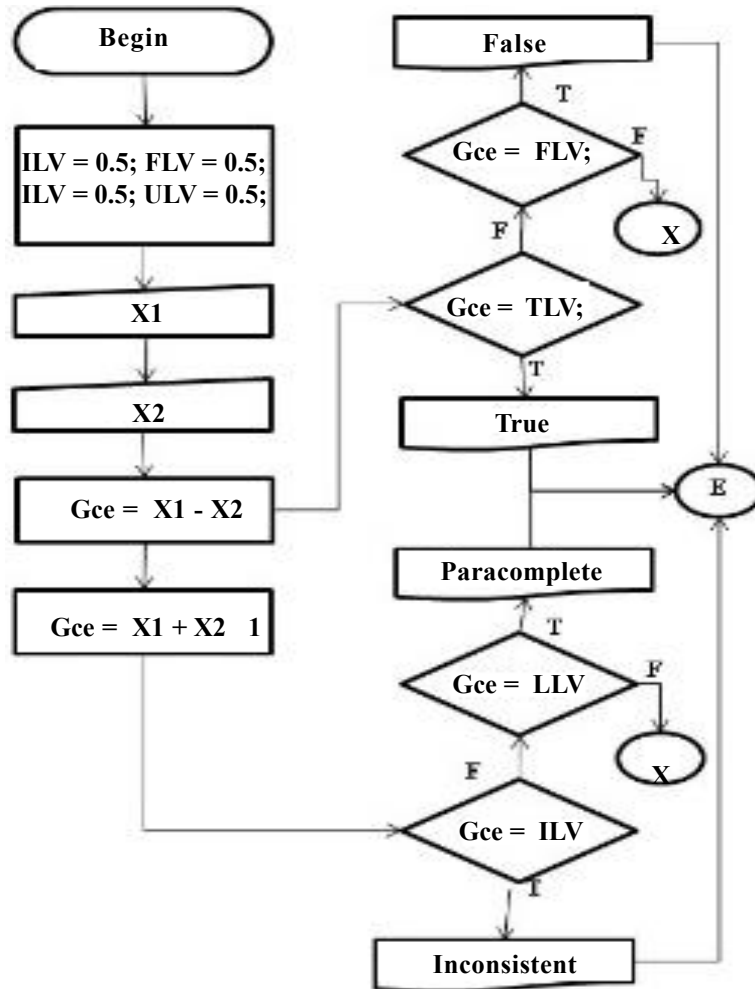 Begin
ILV = 0.5; FLV = 0.5;
ILV = 0.5; ULV = 0.5;
X1
X2
Gce = X1 - X2
Gce = X1 + X2 1
False
T
Gce = FLV;
F
X
F
Gce = TLV;
T
True
E
Paracomplete
T
Gce = LLV
F
X
F
Gce = ILV
T
Inconsistent